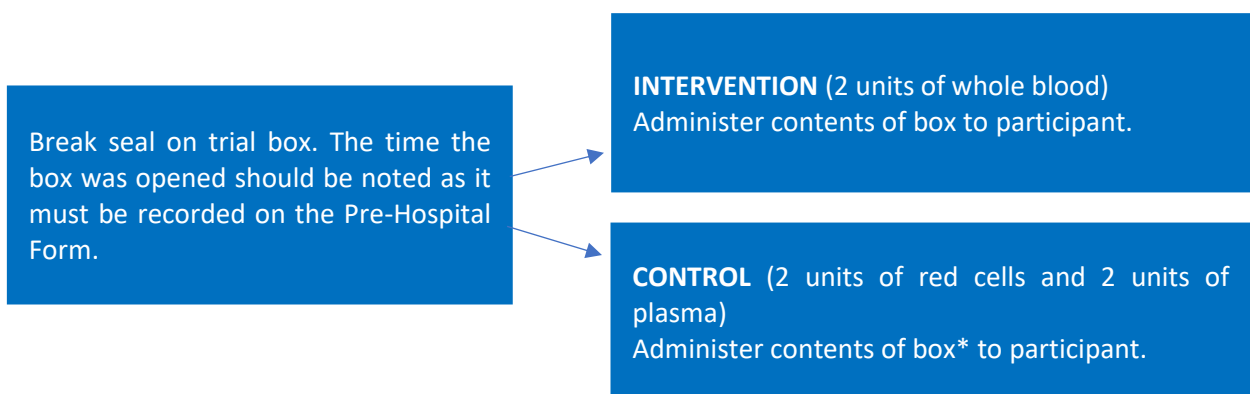 Break seal on trial box. The time the
box was opened should be noted as it
must be recorded on the Pre-Hospital
Form.
INTERVENTION (2 units of whole blood)
Administer contents of box to participant.
CONTROL (2 units of red cells and 2 units of
plasma)
Administer contents of box* to participant.